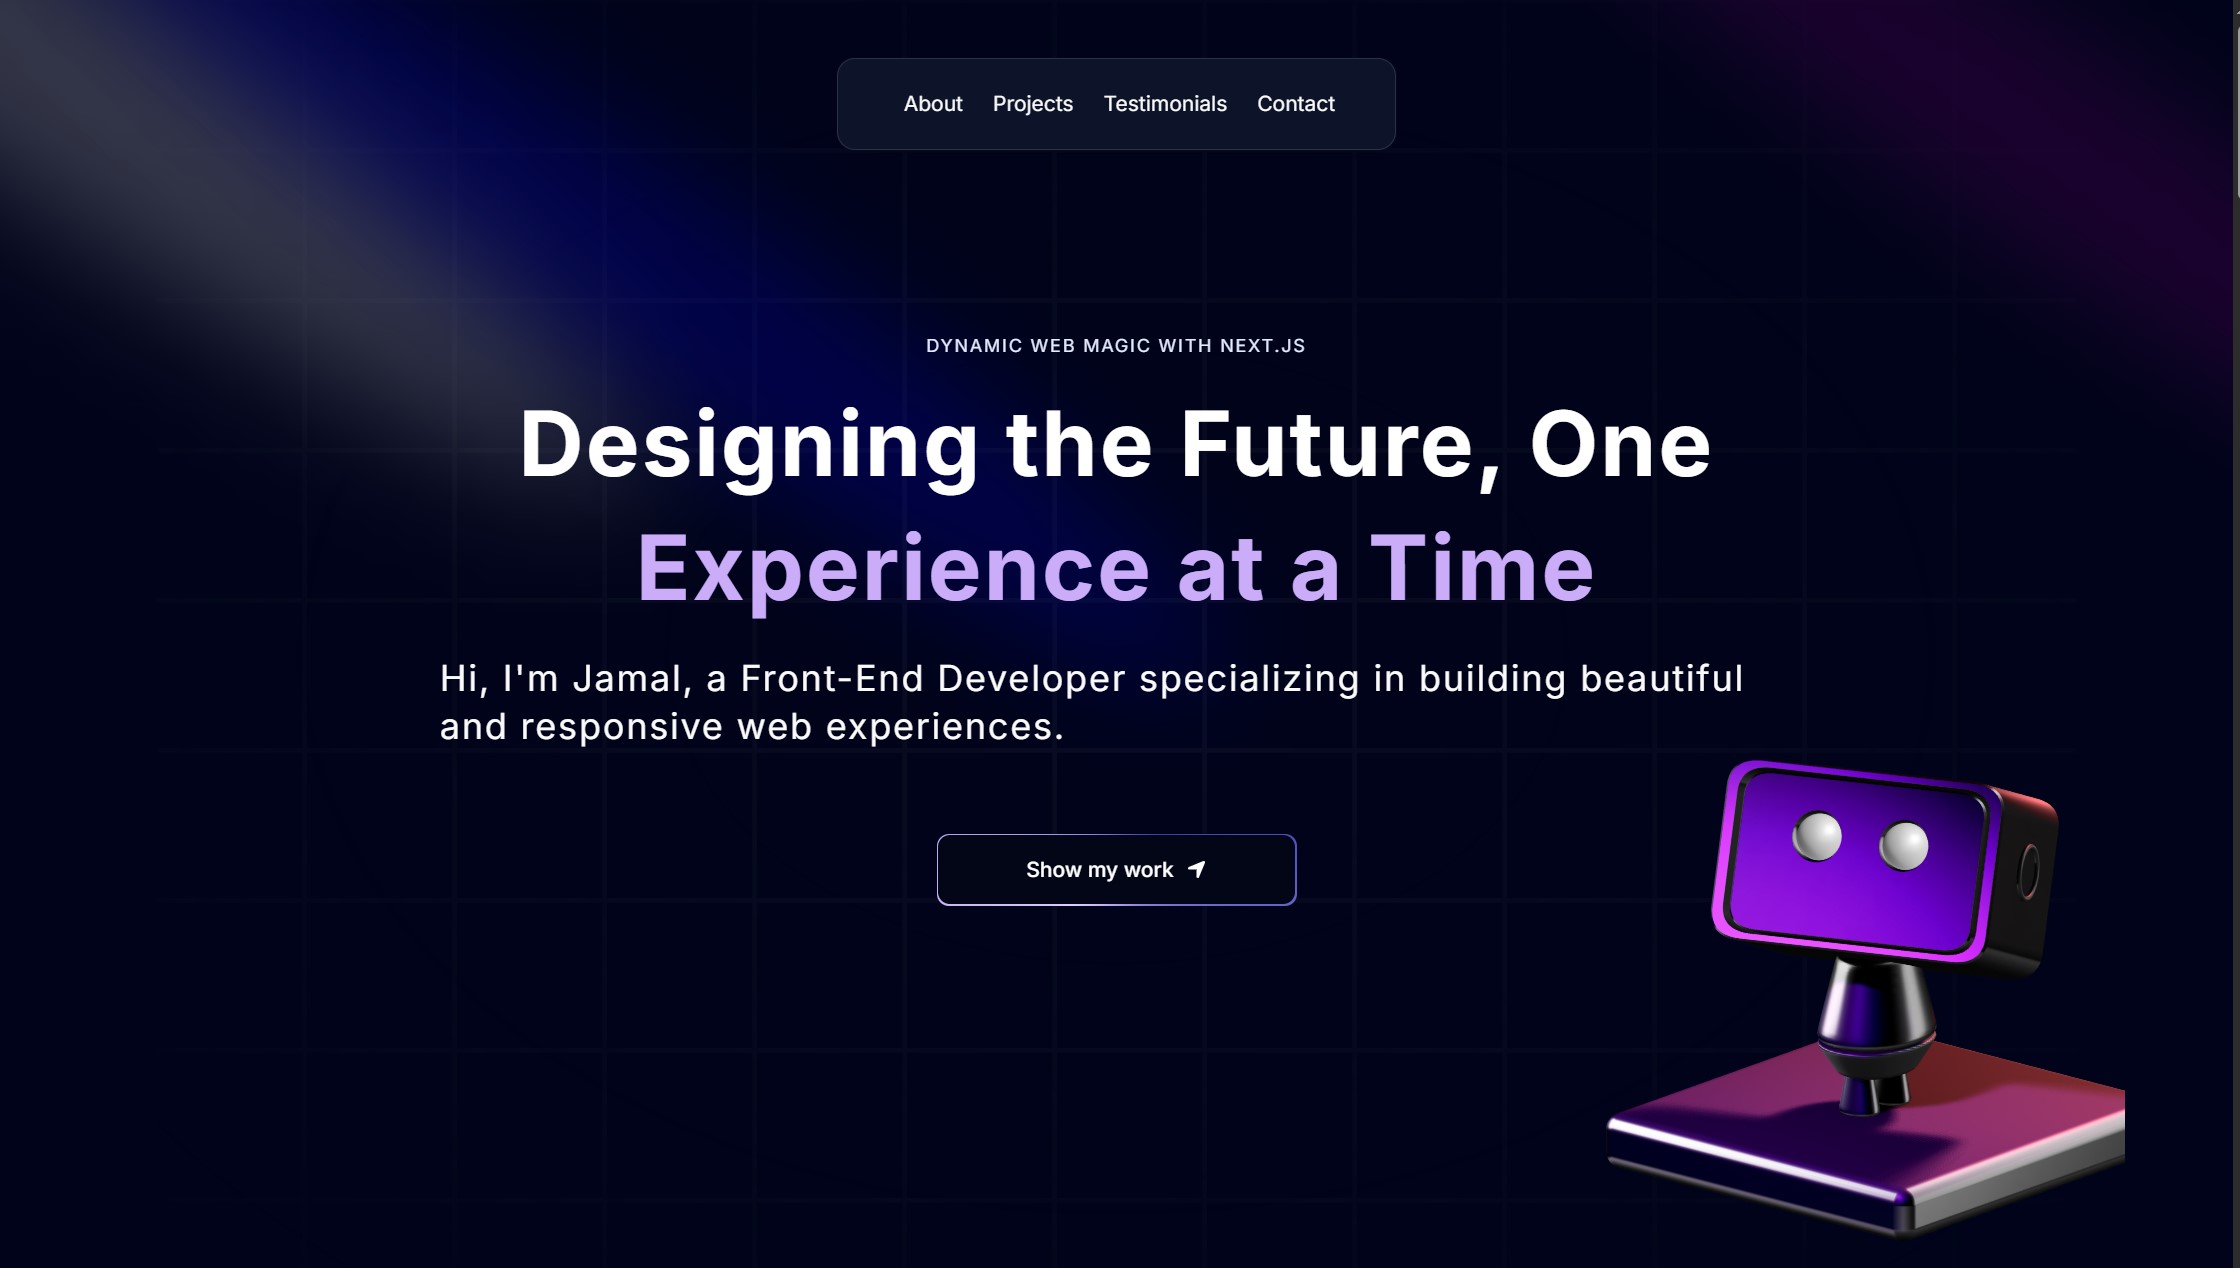 About Projects Testimonials Contact
DYNAMIC WEB MAGIC WITH NEXT.JS
Designing the Future, One
Experience at a Time
Hi, I'm Jamal, a Front-End Developer specializing in building beautiful
and responsive web experiences.
Show my work